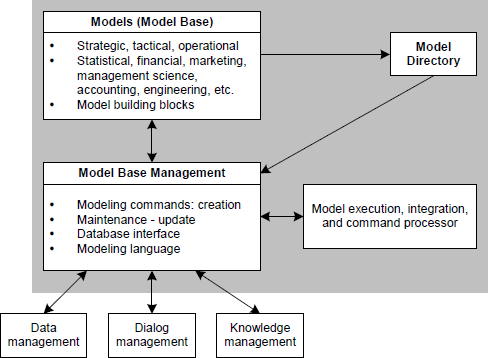 Models (Model Base)
• Strategic, tactical, operational
• Statistical, financial, marketing,
management science,
accounting, engineering, etc.
• Model building blocks
Model
Directory
Model Base Management
• Modeling commands: creation
• Maintenance - update
• Database interface
• Modeling language
Model execution, integration,
and command processor
Data
management
Dialog
management
Knowledge
management